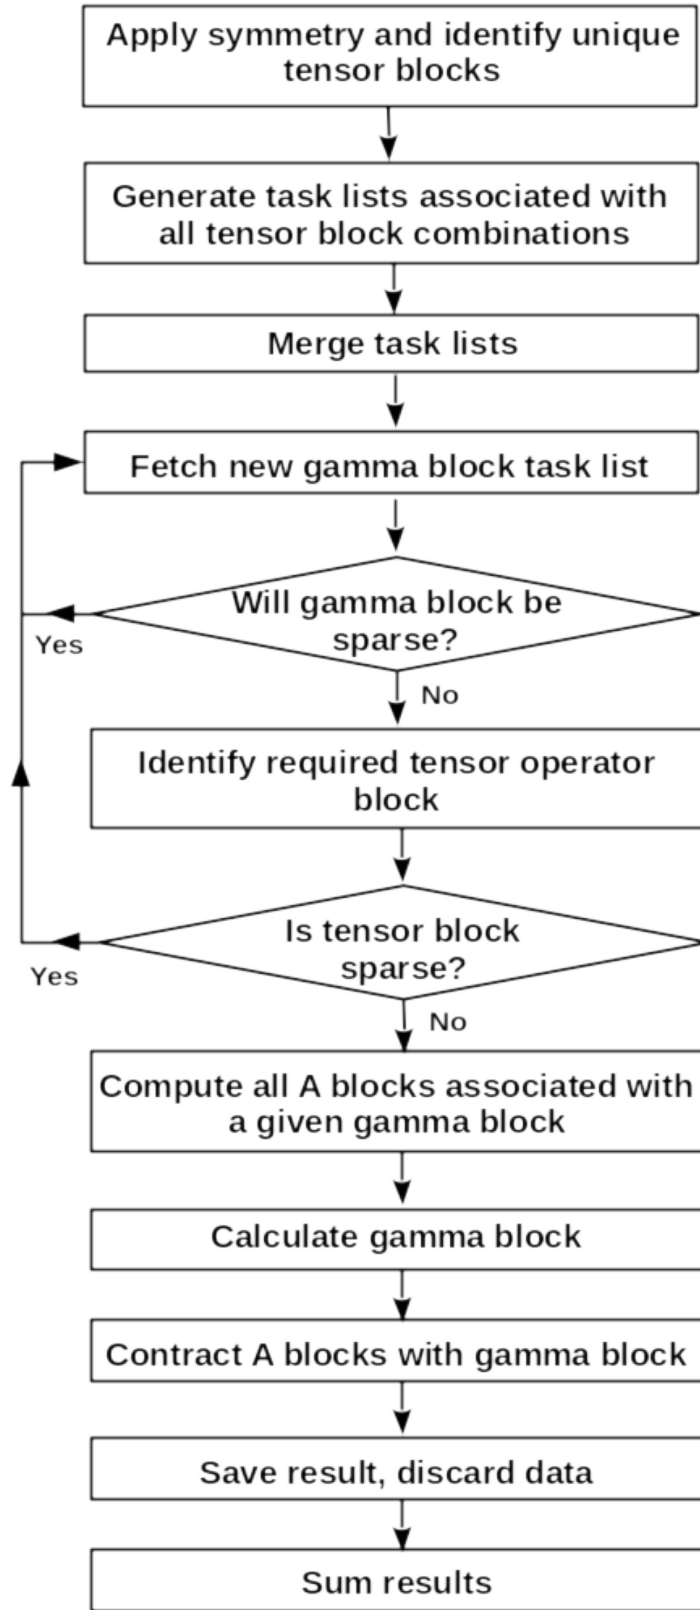 Apply symmetry and identify unique
tensor blocks
Generate task lists associated with
all tensor block combinations
Merge task lists
Fetch new gamma block task list
Will gamma block be
sparse?
Yes
No
Identify required tensor operator
block
Is tensor block
sparse?
Yes
No
Compute all A blocks associated with
a given gamma block
Calculate gamma block
Contract A blocks with gamma block
Save result, discard data
Sum results